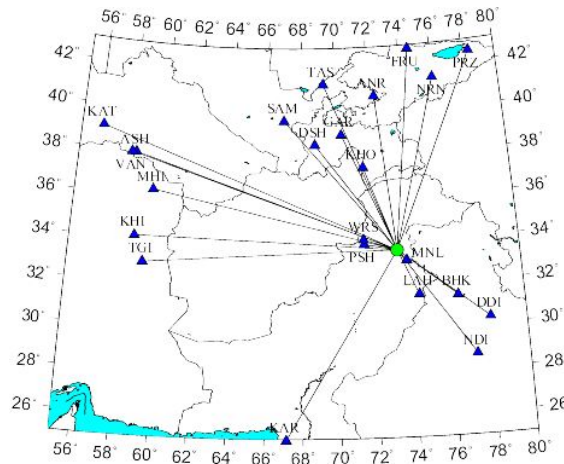 56° 58° 60° 62° 64° 66° 68° 70° 72° 74° 76° 78° 80°
42° 42°
FRU PRZ
TAS ANR NRN
40° 40°
KAT SAM GAR
DSH
38° ASH KHO 38°
VAN
MHI
36° 36°
34° KHI WRS 34°
TGI PSH MNL
32° LAH BHK 32°
DDI
30° 30°
NDI
28° 28°
26° KAR 26°
56° 58° 60° 62° 64° 66° 68° 70° 72° 74° 76° 78° 80°